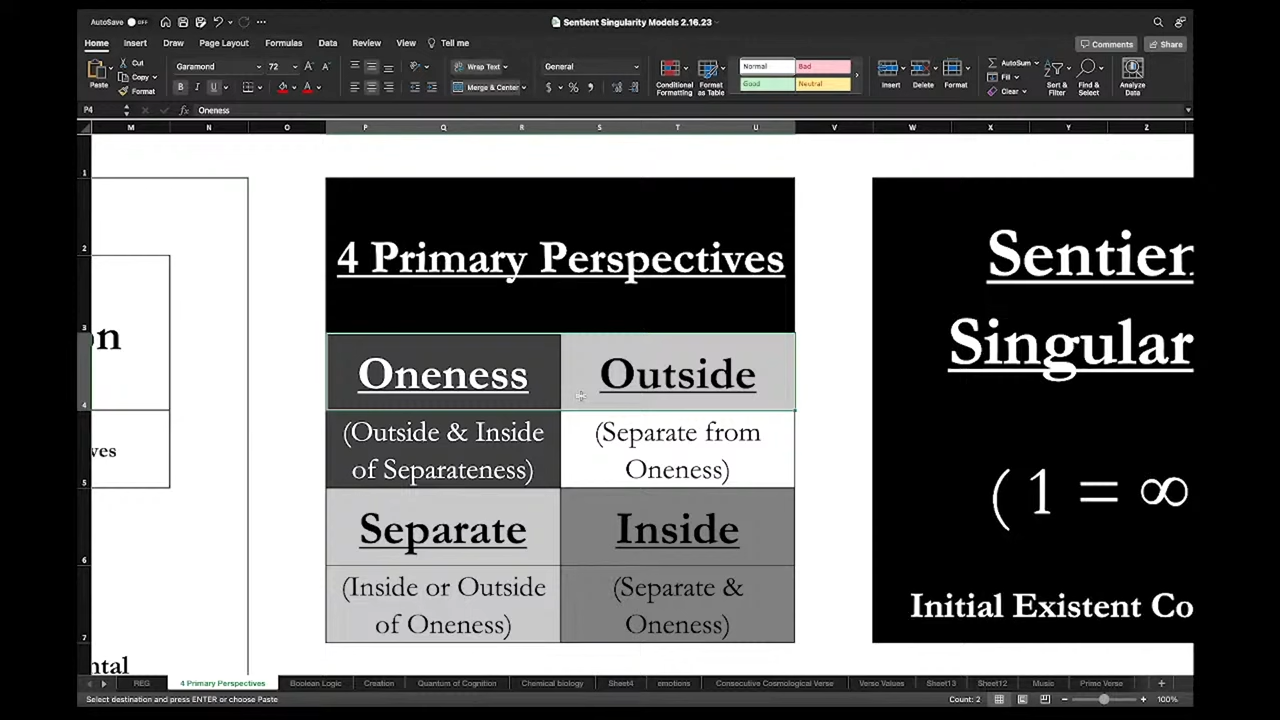 AutoSave OFF
Sentient Singularity Models 2.16.23
Home Insert Draw Page Layout Formulas Data Review View Tell me
Comments Share
Paste Cut Copy Format
Garamond 72 A A
B I U
Wrap Text
Merge & Center
General
$ % 
Conditional Formatting
Format as Table
Normal Bad
Good Neutral
Insert Delete Format
AutoSum
Fill
Clear
Sort & Filter
Find & Select
Analyze Data
P4 fx Oneness
M N O P Q R S T U V W X Y Z
1
2
3
4
5
6
7
on
ves
ntal
4 Primary Perspectives
Oneness Outside
(Outside & Inside of Separateness)
(Separate from Oneness)
Separate Inside
(Inside or Outside of Oneness)
(Separate & Oneness)
Sentien
Singular
( 1 = ∞
Initial Existent Co
REG 4 Primary Perspectives Boolean Logic Creation Quantum of Cognition Chemical biology Sheet4 emotions Consecutive Cosmological Verse Verse Values Sheet13 Sheet12 Music Prime Verse +
Select destination and press ENTER or choose Paste
Count: 2
100%